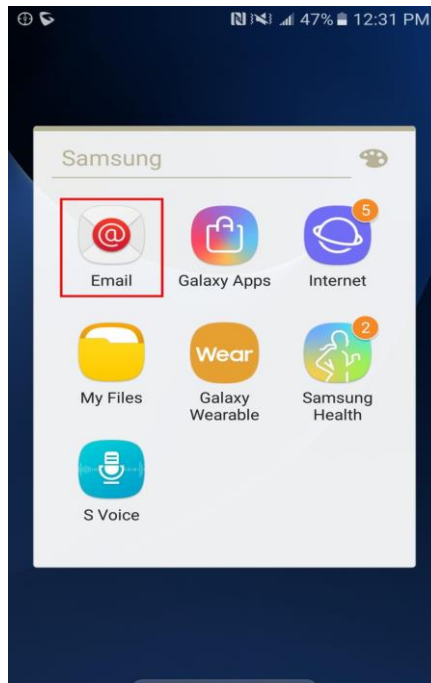 47% 12:31 PM
Samsung
@
5
Email
Galaxy Apps
Internet
Wear
2
My Files
Galaxy
Wearable
Samsung
Health
S Voice